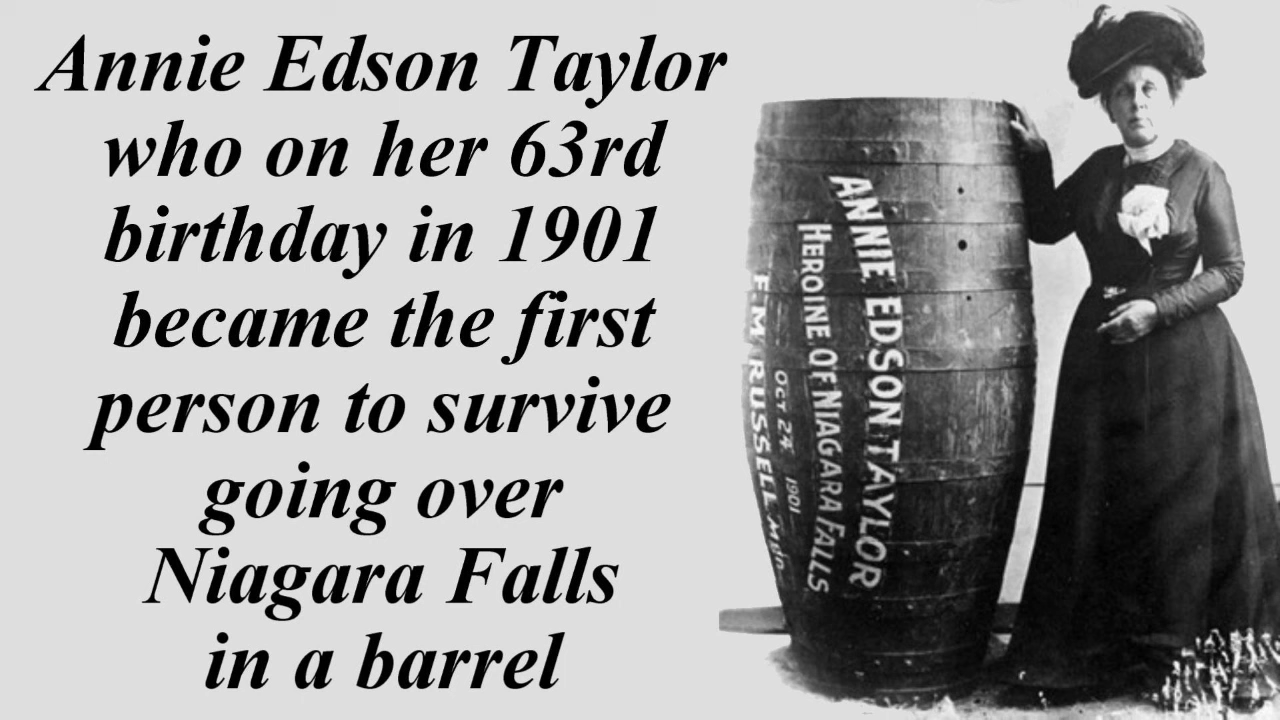 Annie Edson Taylor
who on her 63rd
birthday in 1901
became the first
person to survive
going over
Niagara Falls
in a barrel
ANNIE EDSON TAYLOR
HEROINE OF NIAGARA FALLS
OCT 24 1901
F.M. RUSSELL